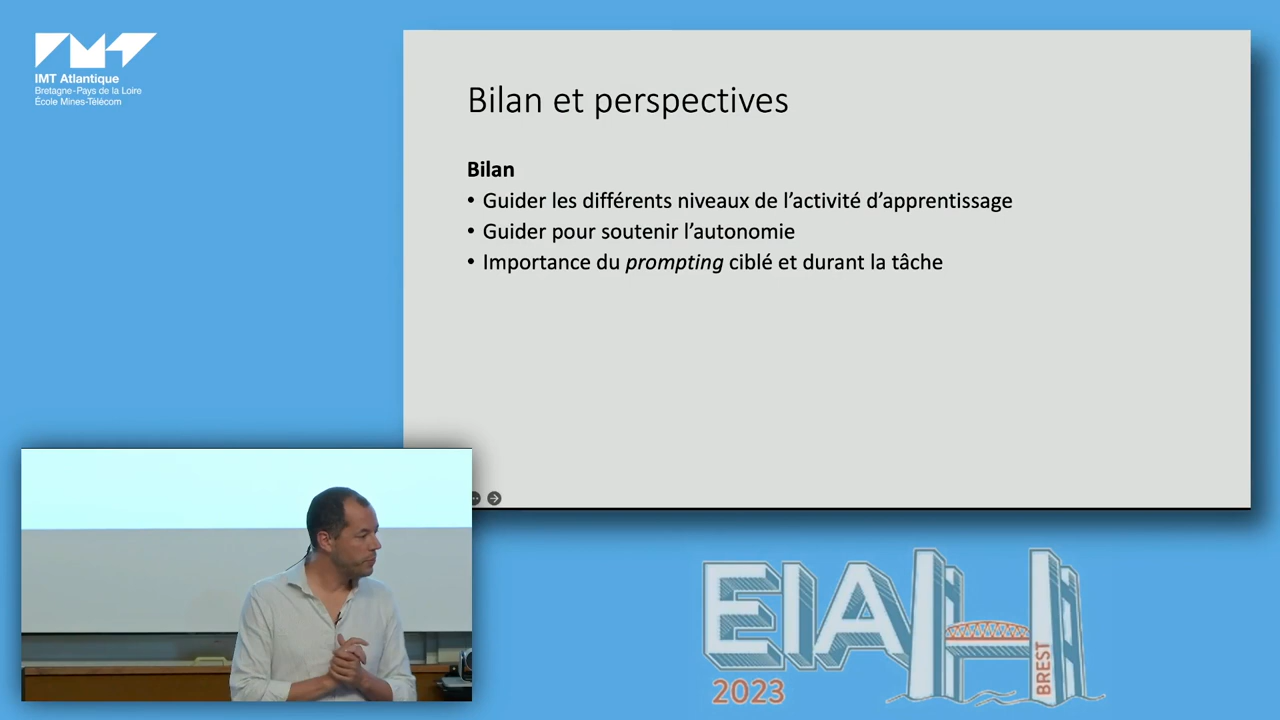 IMT Atlantique
Bretagne-Pays de la Loire
École Mines-Télécom
Bilan et perspectives
Bilan
• Guider les différents niveaux de l’activité d’apprentissage
• Guider pour soutenir l’autonomie
• Importance du prompting ciblé et durant la tâche
EIAH
BREST
2023